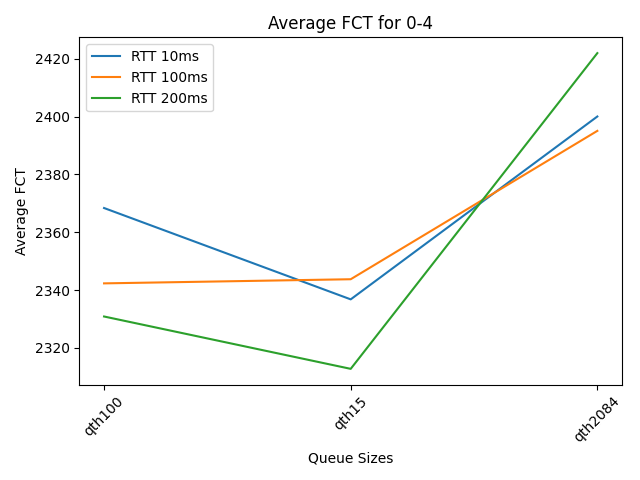 Average FCT for 0-4
RTT 10ms
RTT 100ms
RTT 200ms
Average FCT
2420
2400
2380
2360
2340
2320
qth100
qth15
qth2084
Queue Sizes